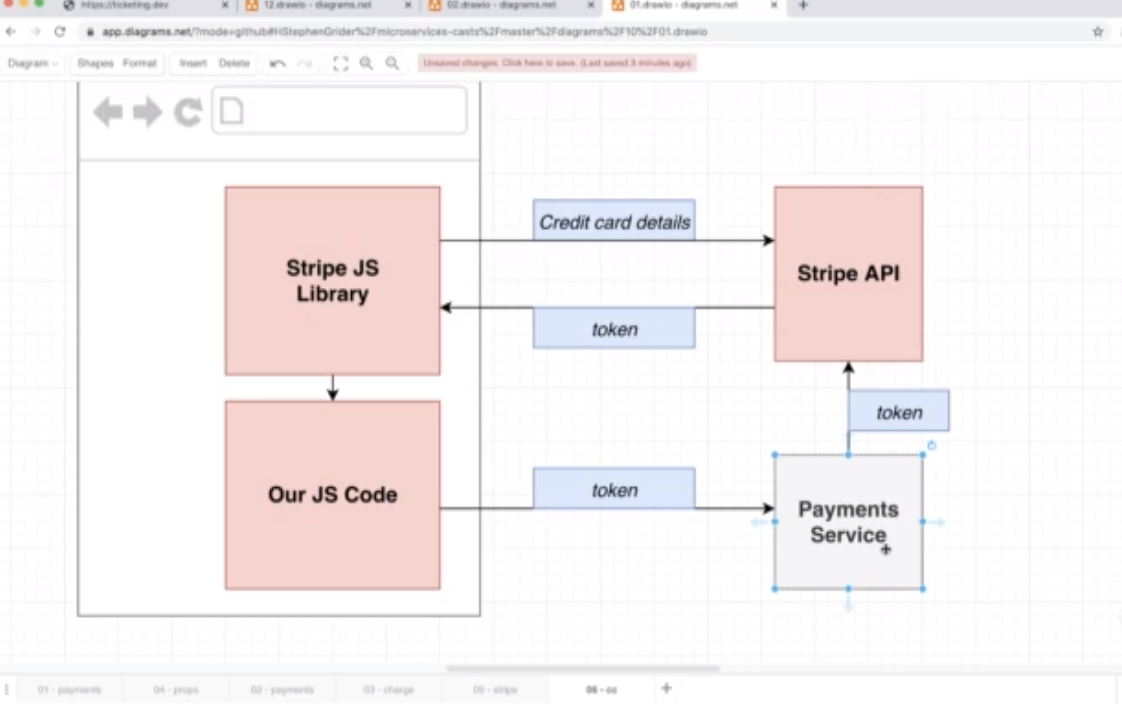 https://ticketing.dev
12.drawio - diagrams.net
02.drawio - diagrams.net
01.drawio - diagrams.net
app.diagrams.net/?mode=github#HStephenGrider%2Fmicroservices-casts%2Fmaster%2Fdiagrams%2F10%2F01.drawio
Diagram Shapes Format Insert Delete
Unsaved changes. Click here to save. (Last saved 3 minutes ago)
Credit card details
Stripe JS
Library
Stripe API
token
token
Our JS Code
token
Payments
Service
01 - payments
04 - props
02 - payments
03 - charge
05 - stripe
06 - cc